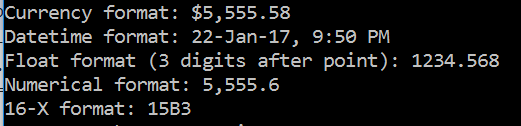 Currency format: $5,555.58
Datetime format: 22-Jan-17, 9:50 PM
Float format (3 digits after point): 1234.568
Numerical format: 5,555.6
16-X format: 15B3